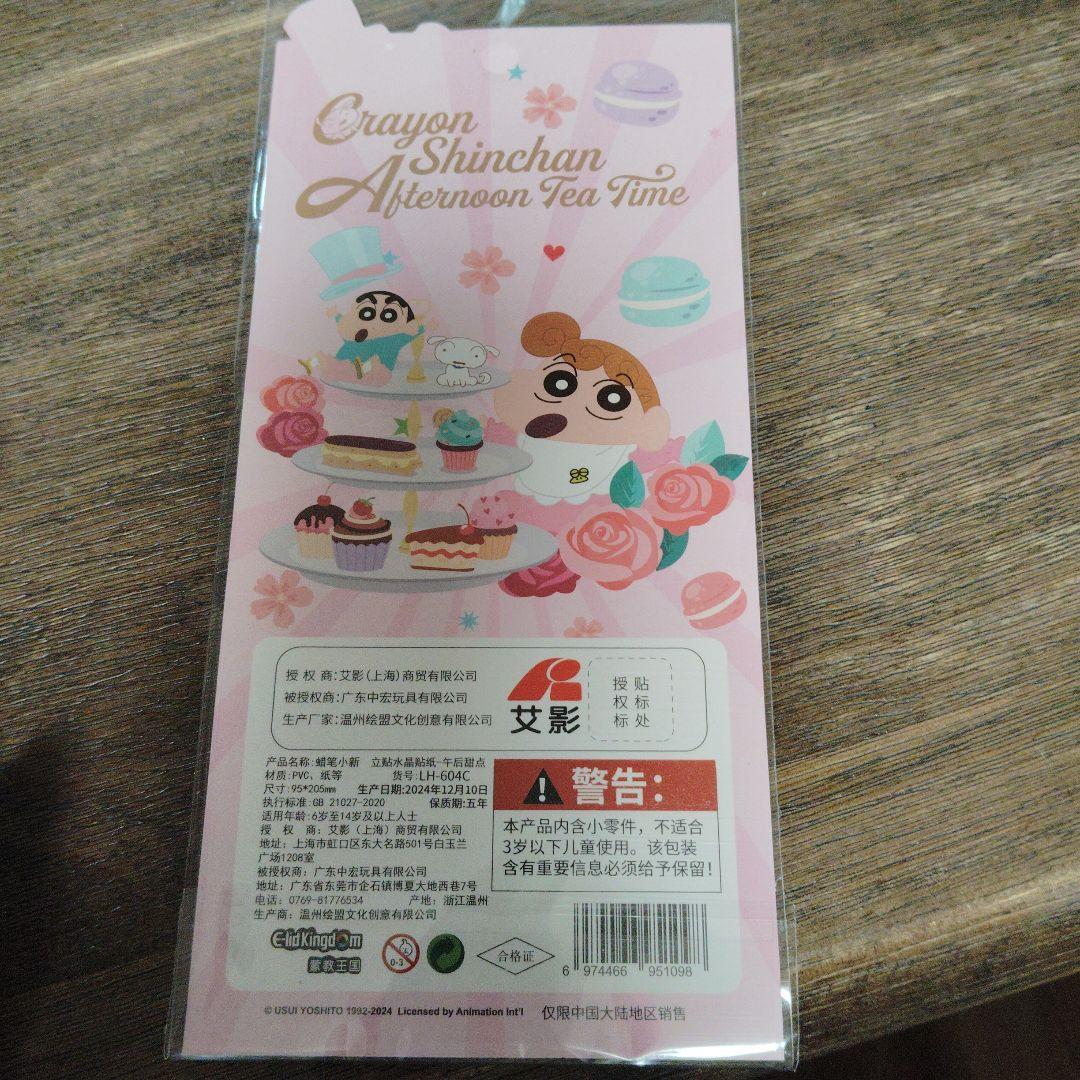 Crayon
Shinchan
Afternoon Tea Time
授 权 商:艾影(上海)商贸有限公司
被授权商:广东中宏玩具有限公司
生产厂家:温州绘盟文化创意有限公司
艾影
授 贴
权 标
标 处
产品名称:蜡笔小新 立贴水晶贴纸-午后甜点
材质:PVC、纸等 货号:LH-604C
尺寸:95*205mm 生产日期:2024年12月10日
执行标准:GB 21027-2020 保质期:五年
适用年龄:6岁至14岁及以上人士
授 权 商:艾影(上海)商贸有限公司
地址:上海市虹口区东大名路501号白玉兰
广场1208室
被授权商:广东中宏玩具有限公司
地址:广东省东莞市企石镇博夏大地西巷7号
电话:0769-81776534 产地:浙江温州
生产商:温州绘盟文化创意有限公司
警告:
本产品内含小零件,不适合
3岁以下儿童使用。该包装
含有重要信息必须给予保留!
E-lidKingdom
蒙教王国
0-3
合格证
6 974466 951098
© USUI YOSHITO 1992-2024 Licensed by Animation Int'l 仅限中国大陆地区销售